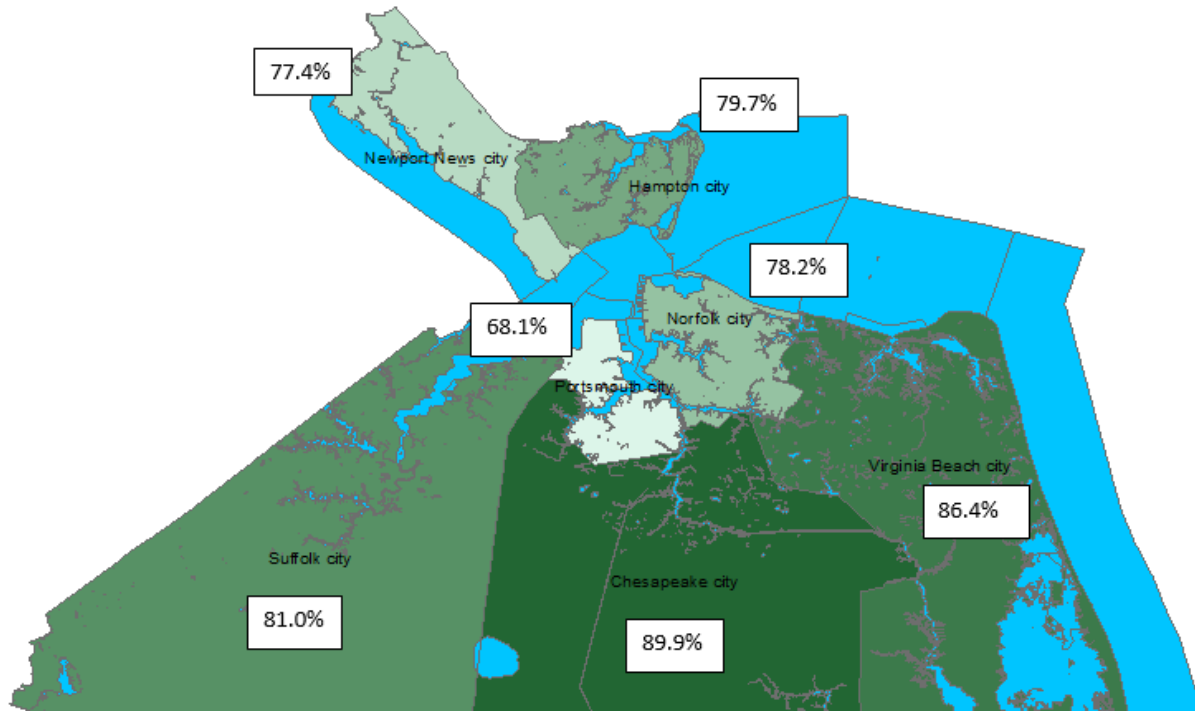 77.4%
79.7%
Newport News city
Hampton city
78.2%
68.1%
Norfolk city
Portsmouth city
Virginia Beach city
86.4%
Suffolk city
Chesapeake city
81.0%
89.9%